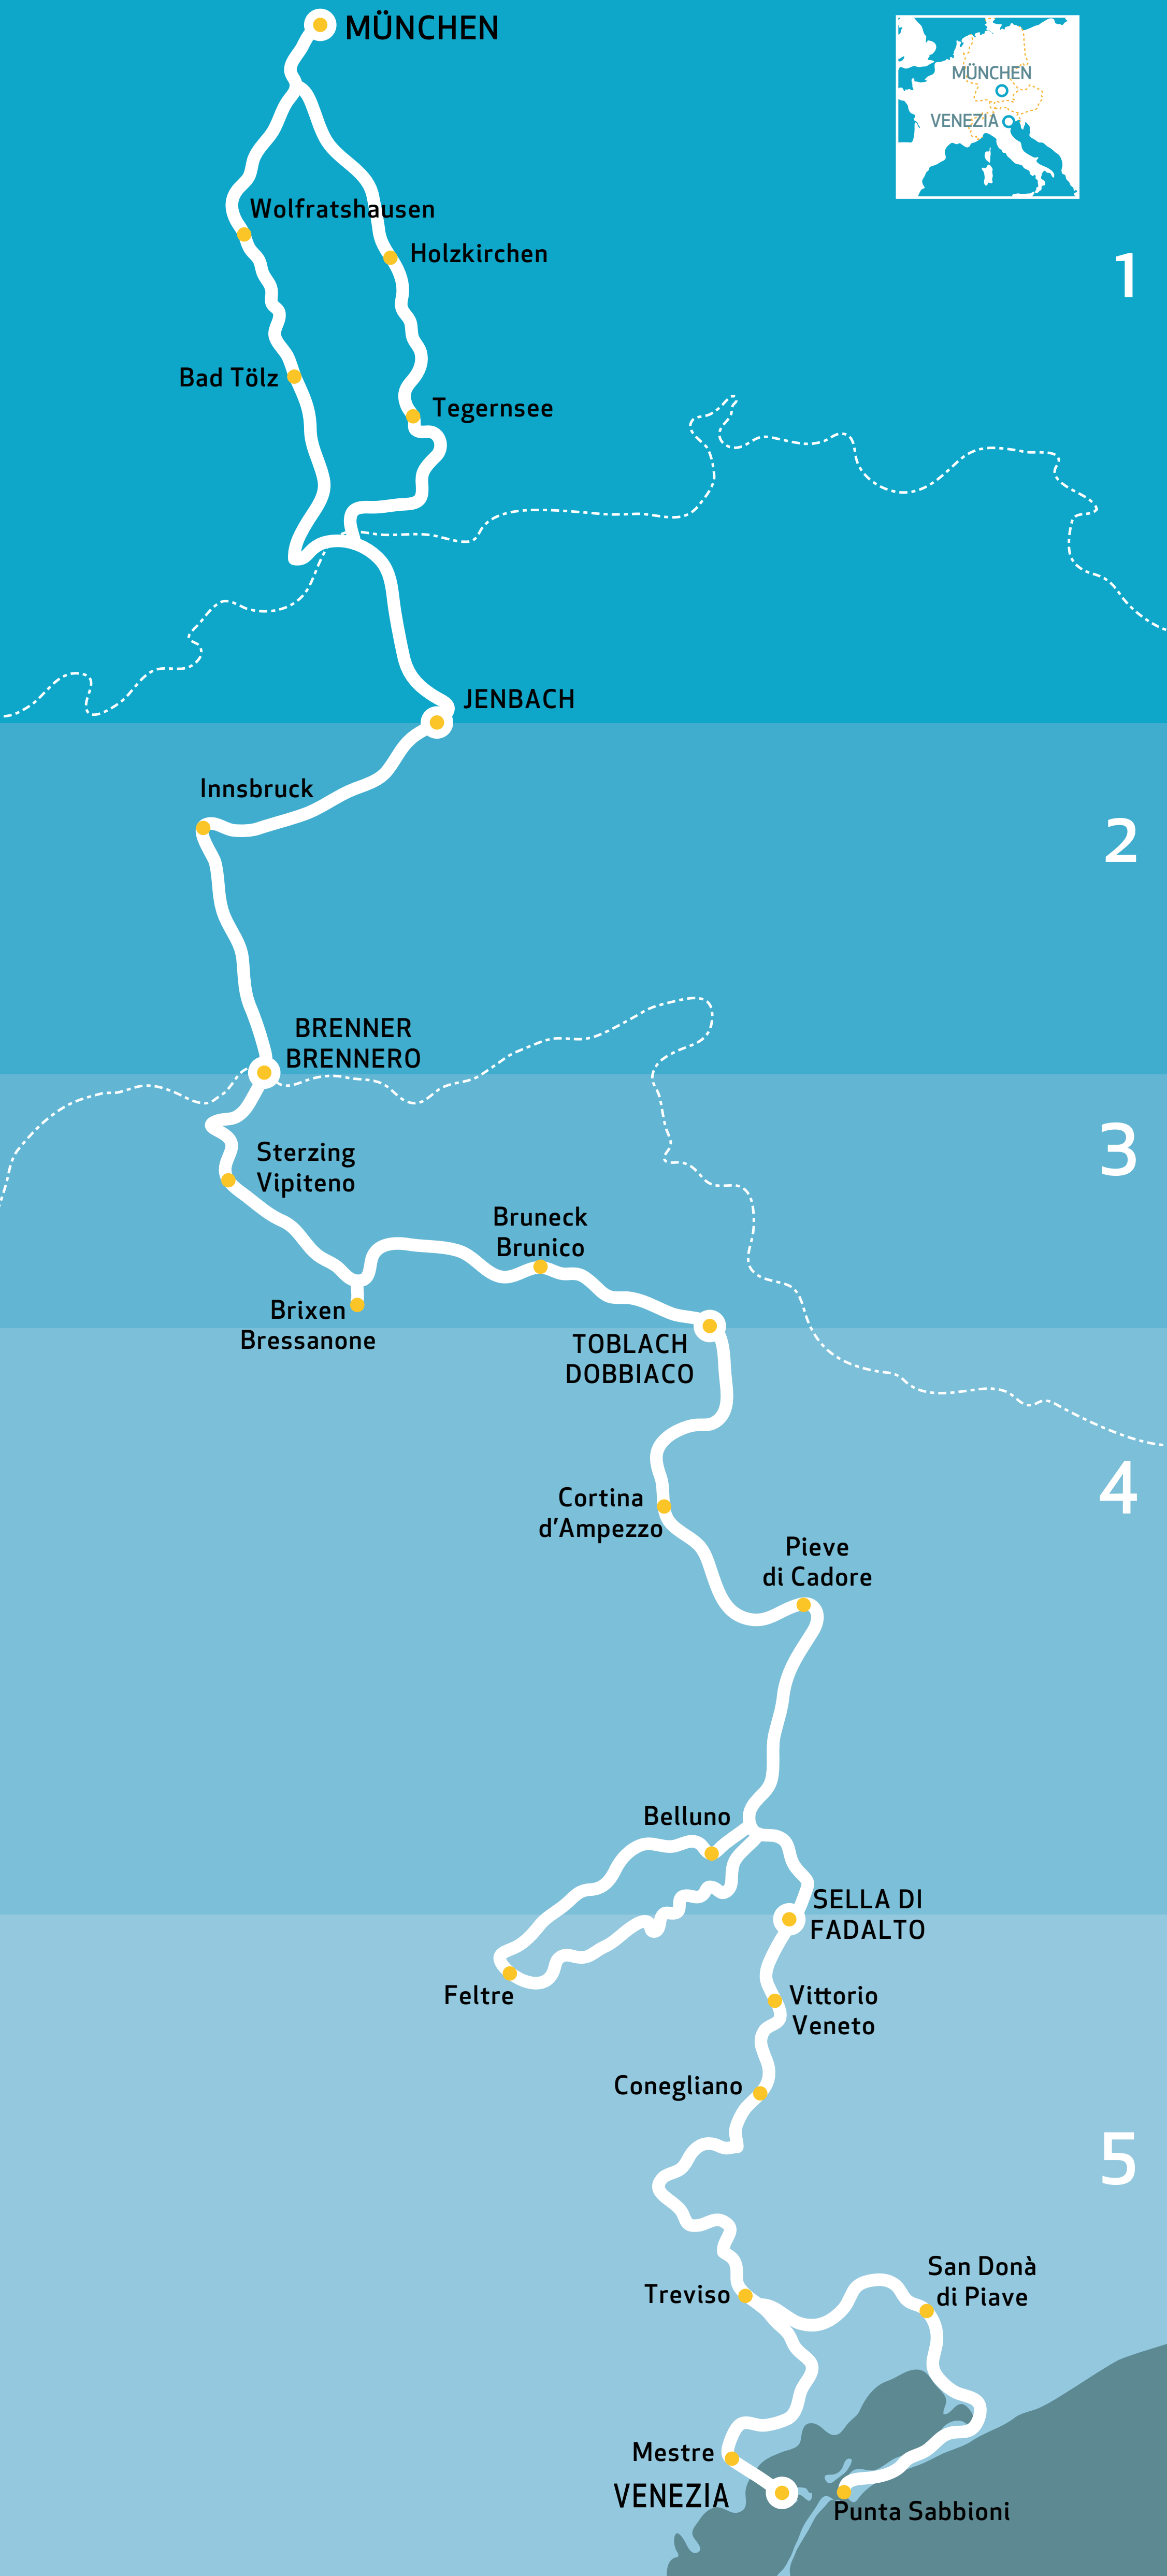 MÜNCHEN
MÜNCHEN
VENEZIA
Wolfratshausen
Holzkirchen
1
Bad Tölz
Tegernsee
JENBACH
Innsbruck
2
BRENNER
BRENNERO
Sterzing
Vipiteno
3
Bruneck
Brunico
Brixen
Bressanone
TOBLACH
DOBBIACO
4
Cortina
d'Ampezzo
Pieve
di Cadore
Belluno
SELLA DI
FADALTO
Feltre
Vittorio
Veneto
Conegliano
5
San Donà
di Piave
Treviso
Mestre
VENEZIA
Punta Sabbioni